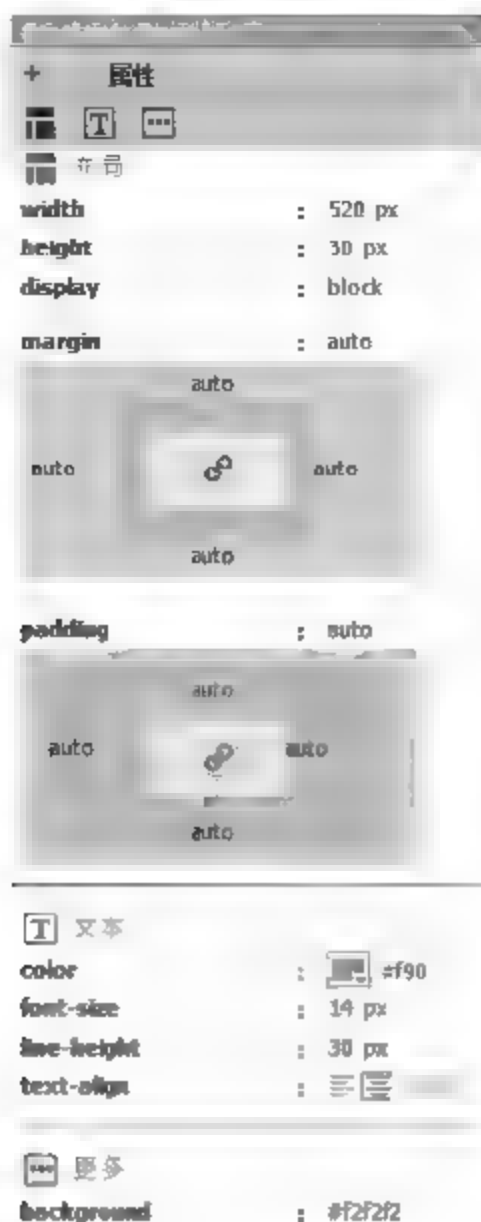 + 属性
T
布局
width : 520 px
height : 30 px
display : block
margin : auto
auto
auto auto
auto
padding : auto
auto
auto auto
auto
T 文本
color : #f90
font-size : 14 px
line-height : 30 px
text-align :
更多
background : #f2f2f2